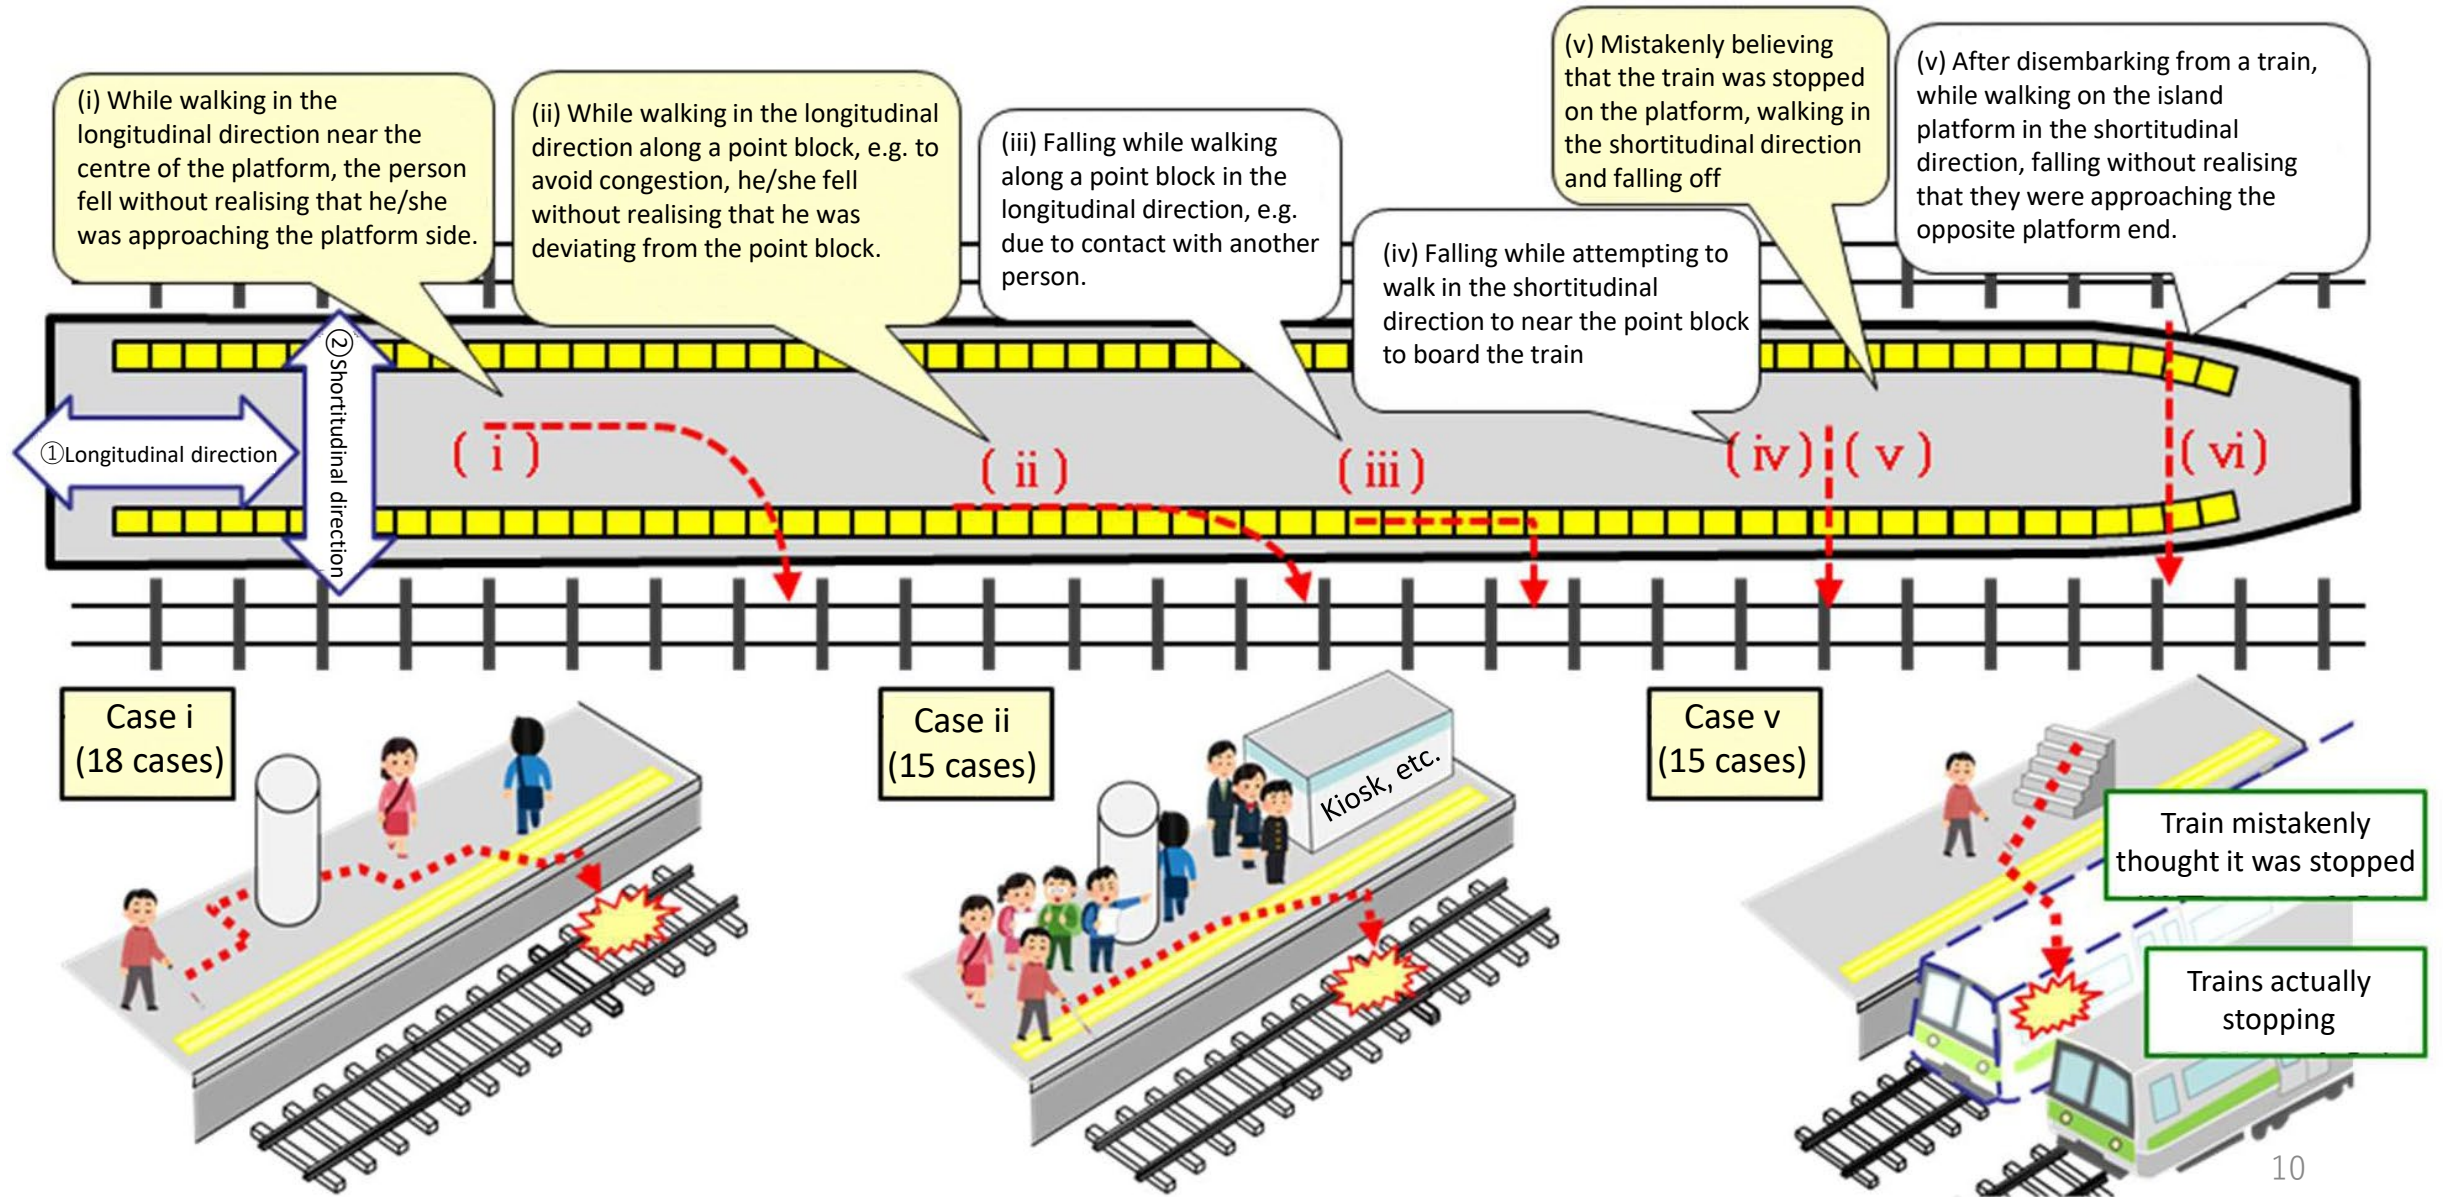 (i) While walking in the
longitudinal direction near the
centre of the platform, the person
fell without realising that he/she
was approaching the platform side.
(ii) While walking in the longitudinal
direction along a point block, e.g. to
avoid congestion, he/she fell
without realising that he was
deviating from the point block.
(iii) Falling while walking
along a point block in the
longitudinal direction, e.g.
due to contact with another
person.
(iv) Falling while attempting to
walk in the shortitudinal
direction to near the point block
to board the train
(v) Mistakenly believing
that the train was stopped
on the platform, walking in
the shortitudinal direction
and falling off
(v) After disembarking from a train,
while walking on the island
platform in the shortitudinal
direction, falling without realising
that they were approaching the
opposite platform end.
①Longitudinal direction
②Shortitudinal direction
( i )
( ii )
( iii )
( iv )
( v )
( vi )
Case i
(18 cases)
Case ii
(15 cases)
Kiosk, etc.
Case v
(15 cases)
Train mistakenly
thought it was stopped
Trains actually
stopping
10